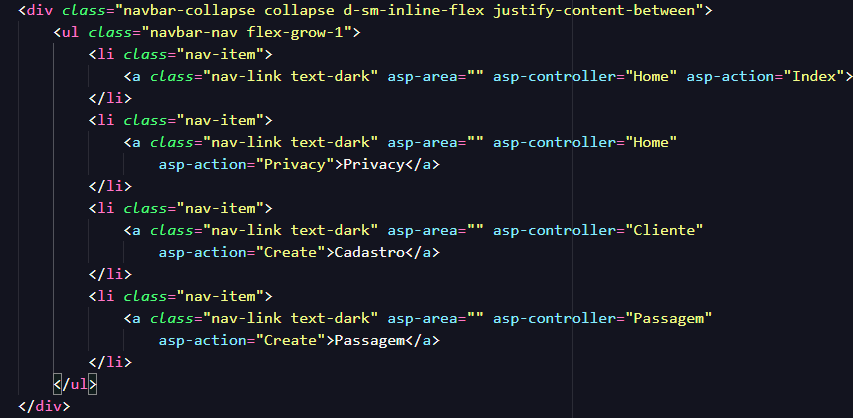 <div class="navbar-collapse collapse d-sm-inline-flex justify-content-between">
<ul class="navbar-nav flex-grow-1">
<li class="nav-item">
<a class="nav-link text-dark" asp-area="" asp-controller="Home" asp-action="Index">
</li>
<li class="nav-item">
<a class="nav-link text-dark" asp-area="" asp-controller="Home"
asp-action="Privacy">Privacy</a>
</li>
<li class="nav-item">
<a class="nav-link text-dark" asp-area="" asp-controller="Cliente"
asp-action="Create">Cadastro</a>
</li>
<li class="nav-item">
<a class="nav-link text-dark" asp-area="" asp-controller="Passagem"
asp-action="Create">Passagem</a>
</li>
</ul>
</div>